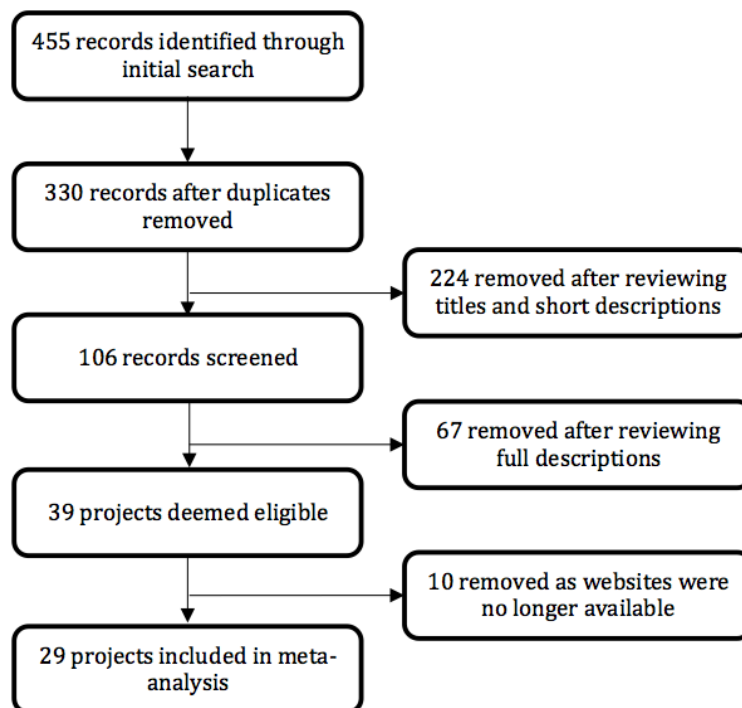 455 records identified through
initial search
330 records after duplicates
removed
224 removed after reviewing
titles and short descriptions
106 records screened
67 removed after reviewing
full descriptions
39 projects deemed eligible
10 removed as websites were
no longer available
29 projects included in meta-
analysis